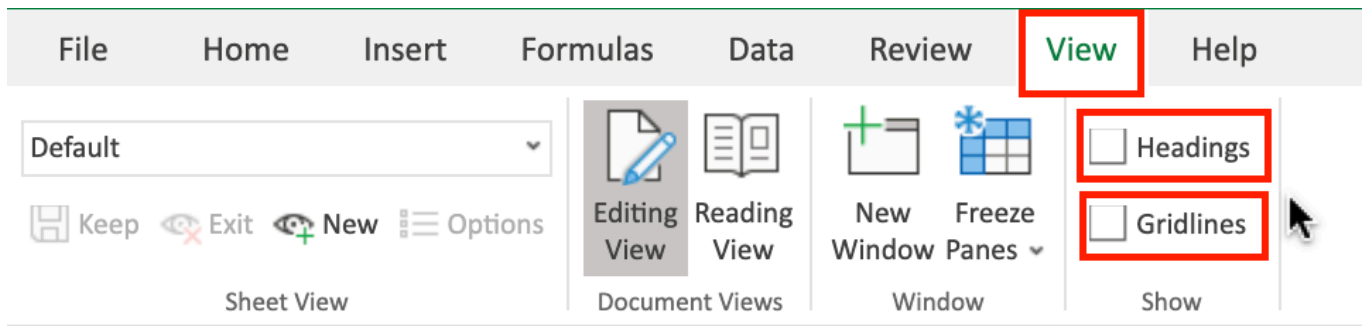 File Home Insert Formulas Data Review View Help
Default
Keep Exit New Options
Sheet View
Editing View
Reading View
Document Views
New Window
Freeze Panes
Window
Headings
Gridlines
Show